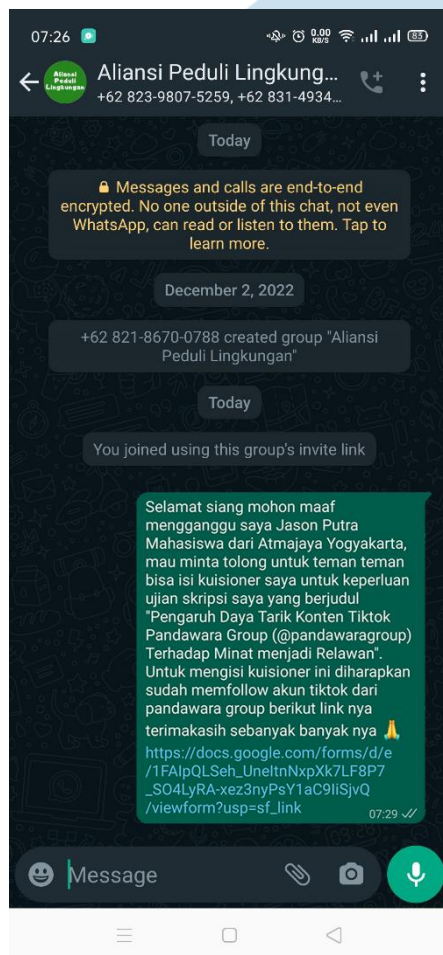 07:26
0.00 KB/S
83
Aliansi Peduli Lingkungan
Aliansi Peduli Lingkung...
+62 823-9807-5259, +62 831-4934...
Today
Messages and calls are end-to-end
encrypted. No one outside of this chat, not even
WhatsApp, can read or listen to them. Tap to
learn more.
December 2, 2022
+62 821-8670-0788 created group "Aliansi
Peduli Lingkungan"
Today
You joined using this group's invite link
Selamat siang mohon maaf
mengganggu saya Jason Putra
Mahasiswa dari Atmajaya Yogyakarta,
mau minta tolong untuk teman teman
bisa isi kuisioner saya untuk keperluan
ujian skripsi saya yang berjudul
"Pengaruh Daya Tarik Konten Tiktok
Pandawara Group (@pandawaragroup)
Terhadap Minat menjadi Relawan".
Untuk mengisi kuisioner ini diharapkan
sudah memfollow akun tiktok dari
pandawara group berikut link nya
terimakasih sebanyak banyak nya 🙏
https://docs.google.com/forms/d/e
/1FAIpQLSeh_UneltnNxpXk7LF8P7
_SO4LyRA-xez3nyPsY1aC9IiSjvQ
/viewform?usp=sf_link
07:29
Message